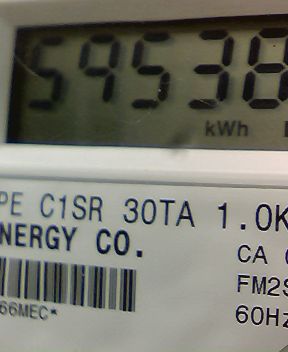 59538
kWh
PE C1SR 30TA 1.0K
NERGY CO.
CA
FM2S
60Hz
66MEC*